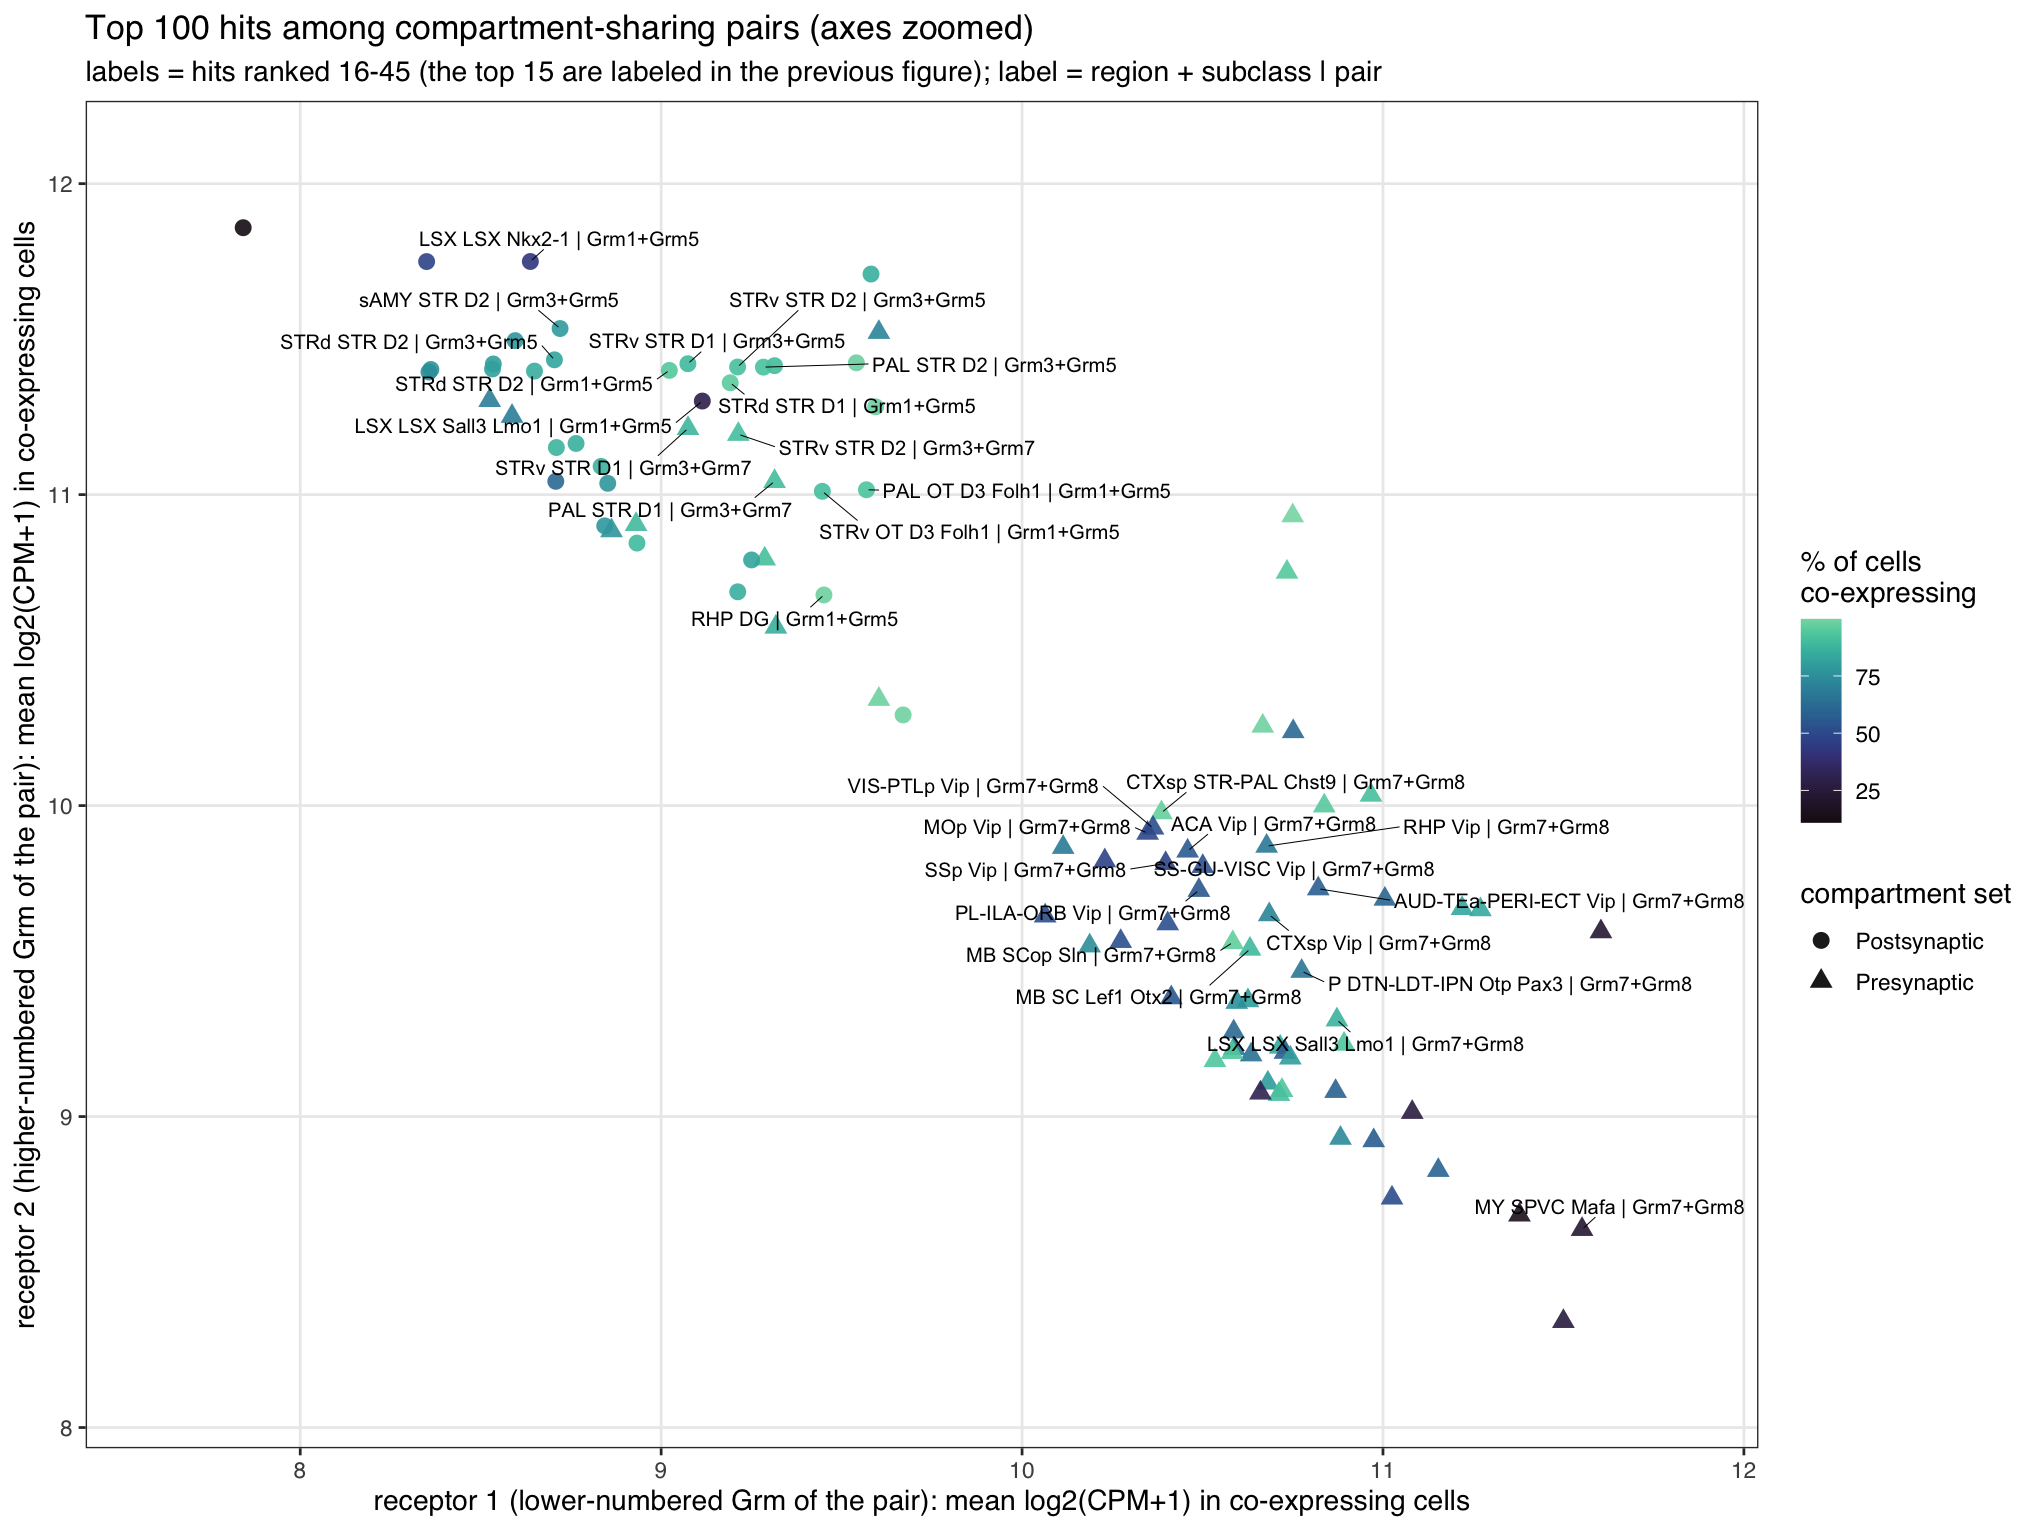 Top 100 hits among compartment-sharing pairs (axes zoomed)
labels = hits ranked 16-45 (the top 15 are labeled in the previous figure); label = region + subclass | pair
receptor 2 (higher-numbered Grm of the pair): mean log2(CPM+1) in co-expressing cells
12
11
10
9
8
LSX LSX Nkx2-1 | Grm1+Grm5
sAMY STR D2 | Grm3+Grm5
STRv STR D2 | Grm3+Grm5
STRd STR D2 | Grm3+Grm5
STRv STR D1 | Grm3+Grm5
PAL STR D2 | Grm3+Grm5
STRd STR D2 | Grm1+Grm5
STRd STR D1 | Grm1+Grm5
LSX LSX Sall3 Lmo1 | Grm1+Grm5
STRv STR D2 | Grm3+Grm7
STRv STR D1 | Grm3+Grm7
PAL OT D3 Folh1 | Grm1+Grm5
PAL STR D1 | Grm3+Grm7
STRv OT D3 Folh1 | Grm1+Grm5
RHP DG | Grm1+Grm5
VIS-PTLp Vip | Grm7+Grm8
CTXsp STR-PAL Chst9 | Grm7+Grm8
MOp Vip | Grm7+Grm8
ACA Vip | Grm7+Grm8
RHP Vip | Grm7+Grm8
SSp Vip | Grm7+Grm8
SS-GU-VISC Vip | Grm7+Grm8
AUD-TEa-PERI-ECT Vip | Grm7+Grm8
PL-ILA-ORB Vip | Grm7+Grm8
CTXsp Vip | Grm7+Grm8
MB SCop Sln | Grm7+Grm8
P DTN-LDT-IPN Otp Pax3 | Grm7+Grm8
MB SC Lef1 Otx2 | Grm7+Grm8
LSX LSX Sall3 Lmo1 | Grm7+Grm8
MY SPVC Mafa | Grm7+Grm8
8
9
10
11
12
receptor 1 (lower-numbered Grm of the pair): mean log2(CPM+1) in co-expressing cells
% of cells
co-expressing
75
50
25
compartment set
Postsynaptic
Presynaptic